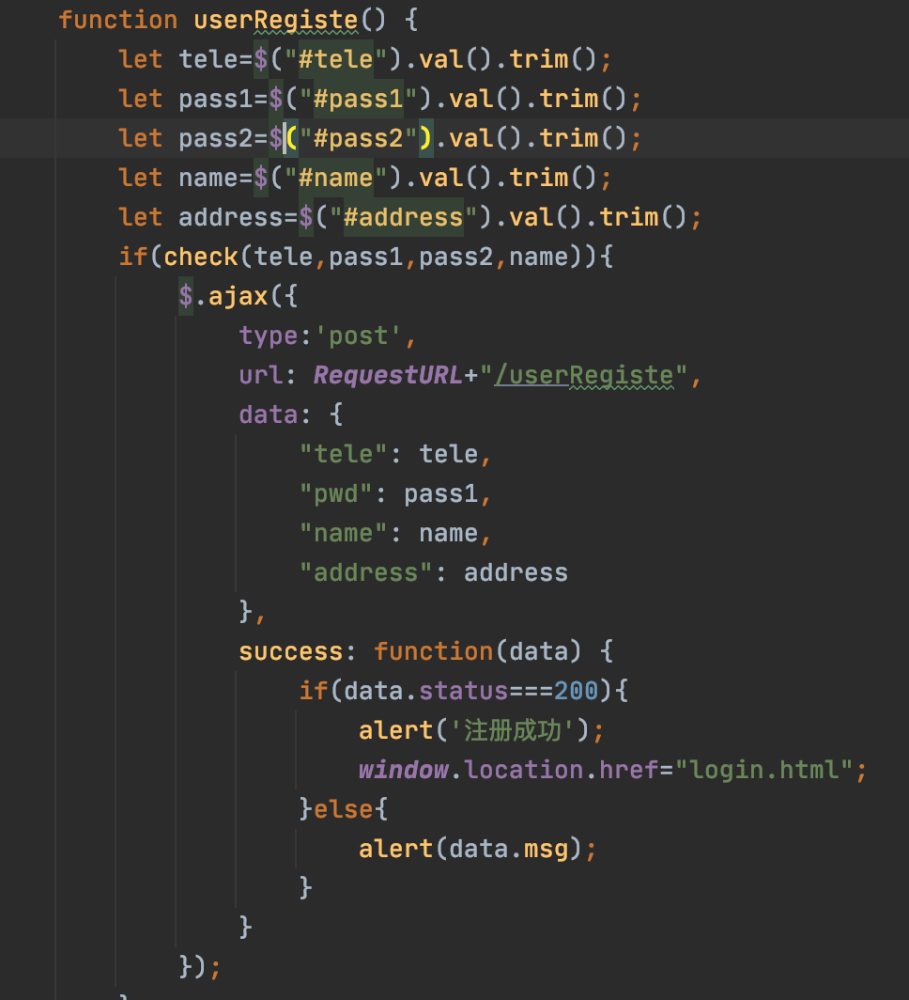 function userRegiste() {
let tele=$("#tele").val().trim();
let pass1=$("#pass1").val().trim();
let pass2=$("#pass2").val().trim();
let name=$("#name").val().trim();
let address=$("#address").val().trim();
if(check(tele,pass1,pass2,name)){
$.ajax({
type:'post',
url: RequestURL+"/userRegiste",
data: {
"tele": tele,
"pwd": pass1,
"name": name,
"address": address
},
success: function(data) {
if(data.status===200){
alert('注册成功');
window.location.href="login.html";
}else{
alert(data.msg);
}
}
});
}